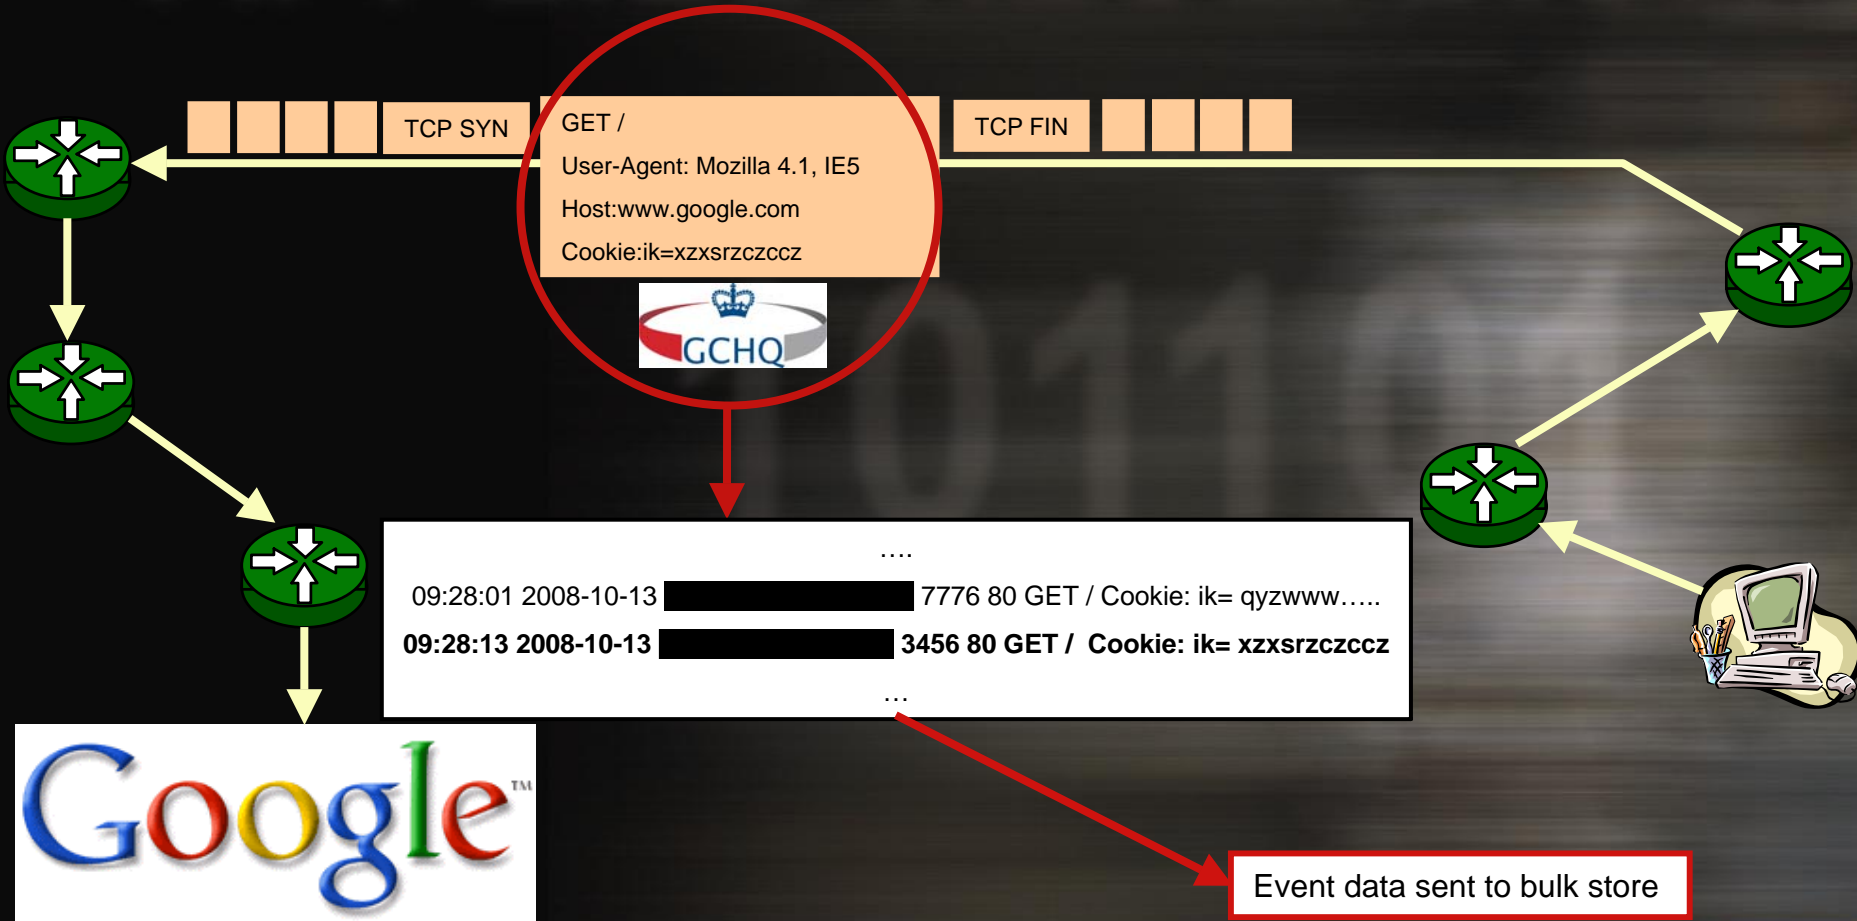 TCP SYN
GET /
User-Agent: Mozilla 4.1, IE5
Host:www.google.com
Cookie:ik=xzxsrzczccz
TCP FIN
GCHQ
101101
….
09:28:01 2008-10-13 7776 80 GET / Cookie: ik= qyzwww…..
09:28:13 2008-10-13 3456 80 GET / Cookie: ik= xzxsrzczccz
…
Google™
Event data sent to bulk store